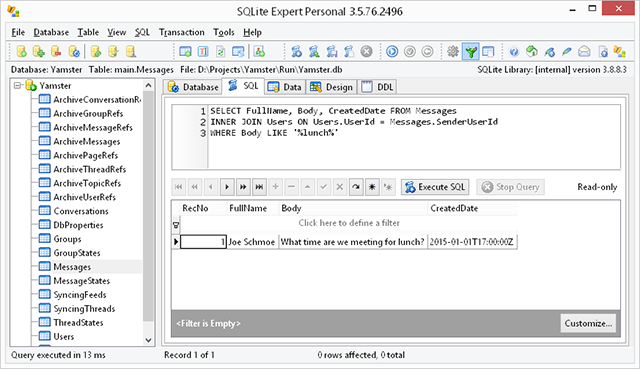 SQLite Expert Personal 3.5.76.2496
File Database Table View SQL Transaction Tools Help
Database: Yamster Table: main.Messages File: D:\Projects\Yamster\Run\Yamster.db SQLite Library: [internal] version 3.8.8.3
Yamster
ArchiveConversationRe
ArchiveGroupRefs
ArchiveMessageRefs
ArchiveMessages
ArchivePageRefs
ArchiveThreadRefs
ArchiveTopicRefs
ArchiveUserRefs
Conversations
DbProperties
Groups
GroupStates
Messages
MessageStates
SyncingFeeds
SyncingThreads
ThreadStates
Users
Database SQL Data Design DDL
1 SELECT FullName, Body, CreatedDate FROM Messages
2 INNER JOIN Users ON Users.UserId = Messages.SenderUserId
3 WHERE Body LIKE '%lunch%'
Execute SQL Stop Query Read-only
RecNo FullName Body CreatedDate
Click here to define a filter
1 Joe Schmoe What time are we meeting for lunch? 2015-01-01T17:00:00Z
<Filter is Empty> Customize...
Query executed in 13 ms Record 1 of 1 0 rows affected, 0 total